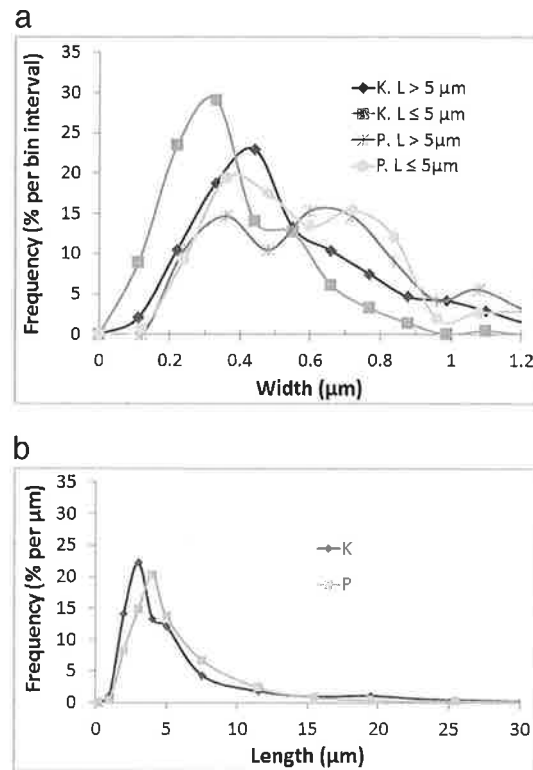 a
35
30
25
20
15
10
5
0
Frequency (% per bin interval)
K. L > 5 µm
K. L ≤ 5 µm
P. L > 5µm
P. L ≤ 5µm
0 0.2 0.4 0.6 0.8 1 1.2
Width (µm)
b
35
30
25
20
15
10
5
0
Frequency (% per µm)
K
P
0 5 10 15 20 25 30
Length (µm)